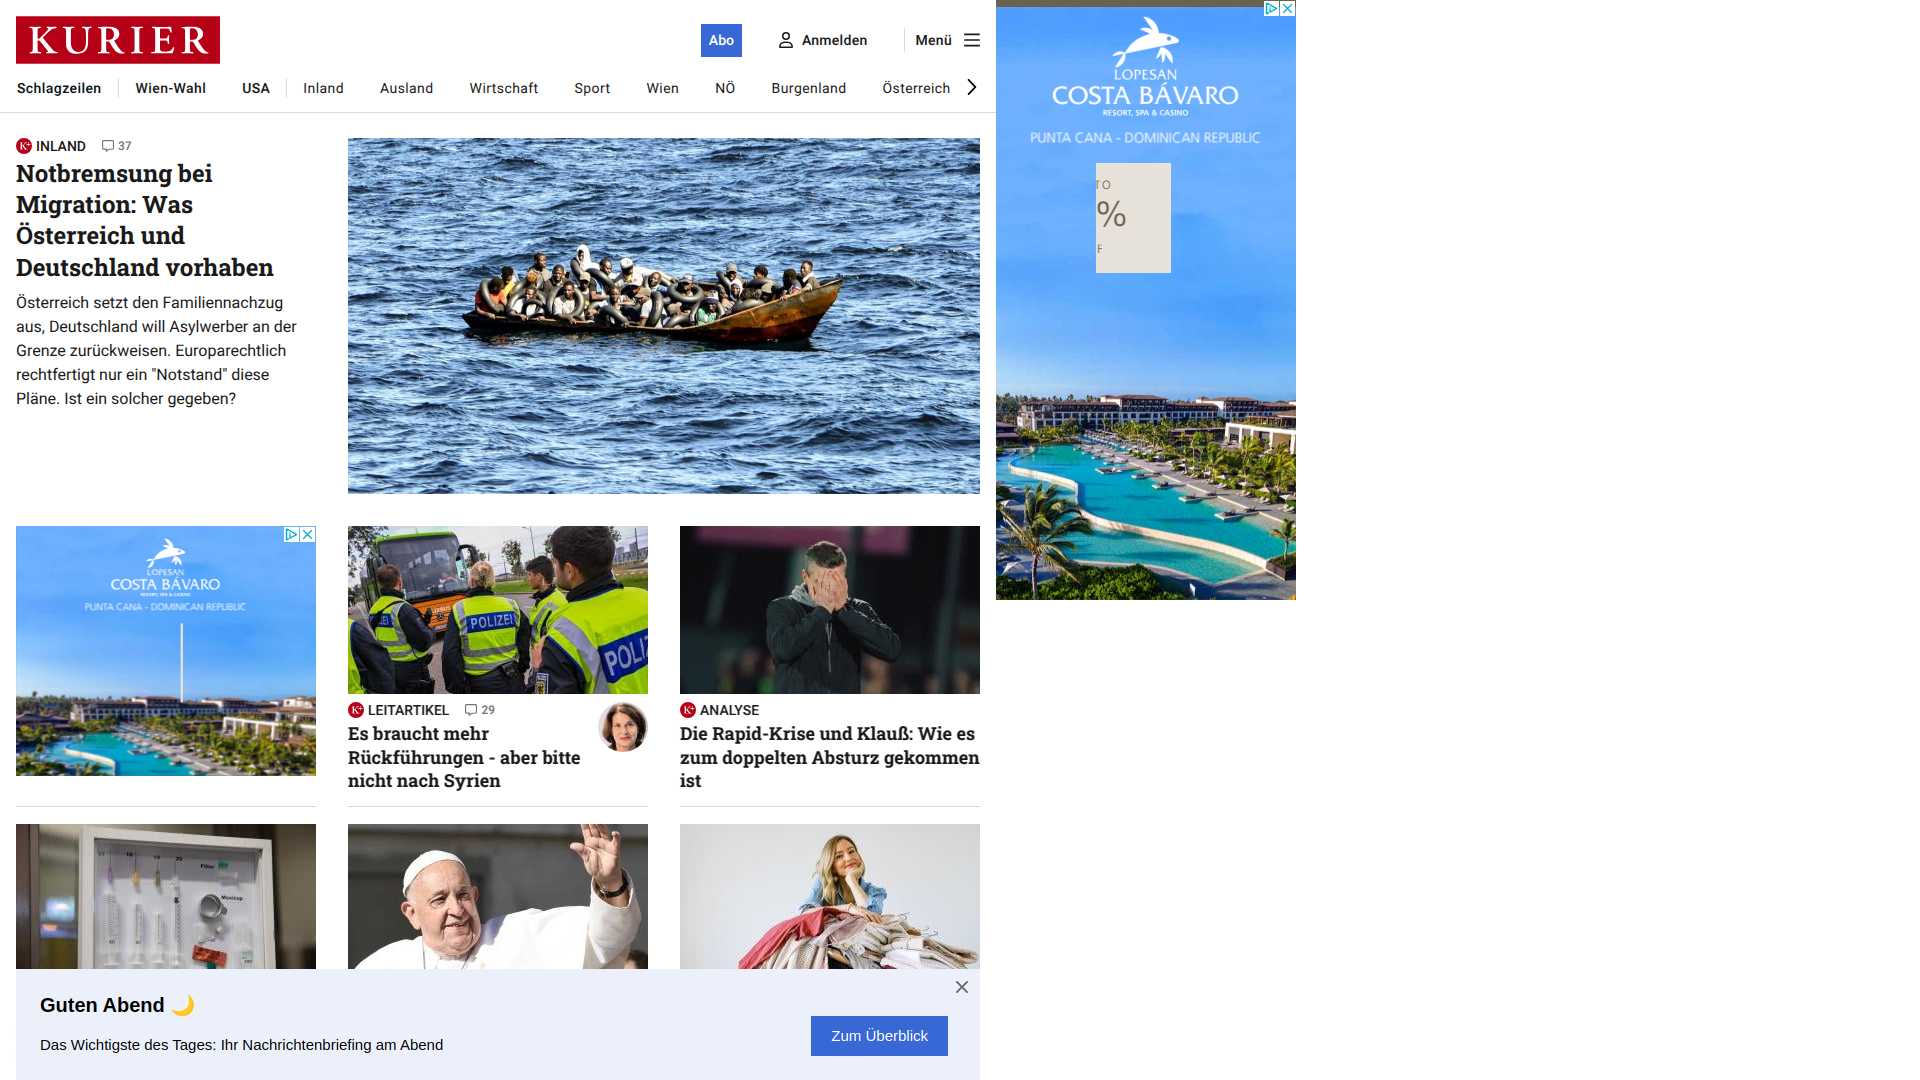 KURIER
Abo
Anmelden
Menü
Schlagzeilen
Wien-Wahl
USA
Inland
Ausland
Wirtschaft
Sport
Wien
NÖ
Burgenland
Österreich
INLAND 37
Notbremsung bei
Migration: Was
Österreich und
Deutschland vorhaben
Österreich setzt den Familiennachzug
aus, Deutschland will Asylwerber an der
Grenze zurückweisen. Europarechtlich
rechtfertigt nur ein "Notstand" diese
Pläne. Ist ein solcher gegeben?
LOPESAN
COSTA BÁVARO
RESORT, SPA & CASINO
PUNTA CANA - DOMINICAN REPUBLIC
TO
%
F
LOPESAN
COSTA BÁVARO
RESORT, SPA & CASINO
PUNTA CANA - DOMINICAN REPUBLIC
POLIZEI
POLIZ
K+ LEITARTIKEL 29
Es braucht mehr
Rückführungen - aber bitte
nicht nach Syrien
K+ ANALYSE
Die Rapid-Krise und Klauß: Wie es
zum doppelten Absturz gekommen
ist
Filter
Guten Abend 🌙
Das Wichtigste des Tages: Ihr Nachrichtenbriefing am Abend
Zum Überblick